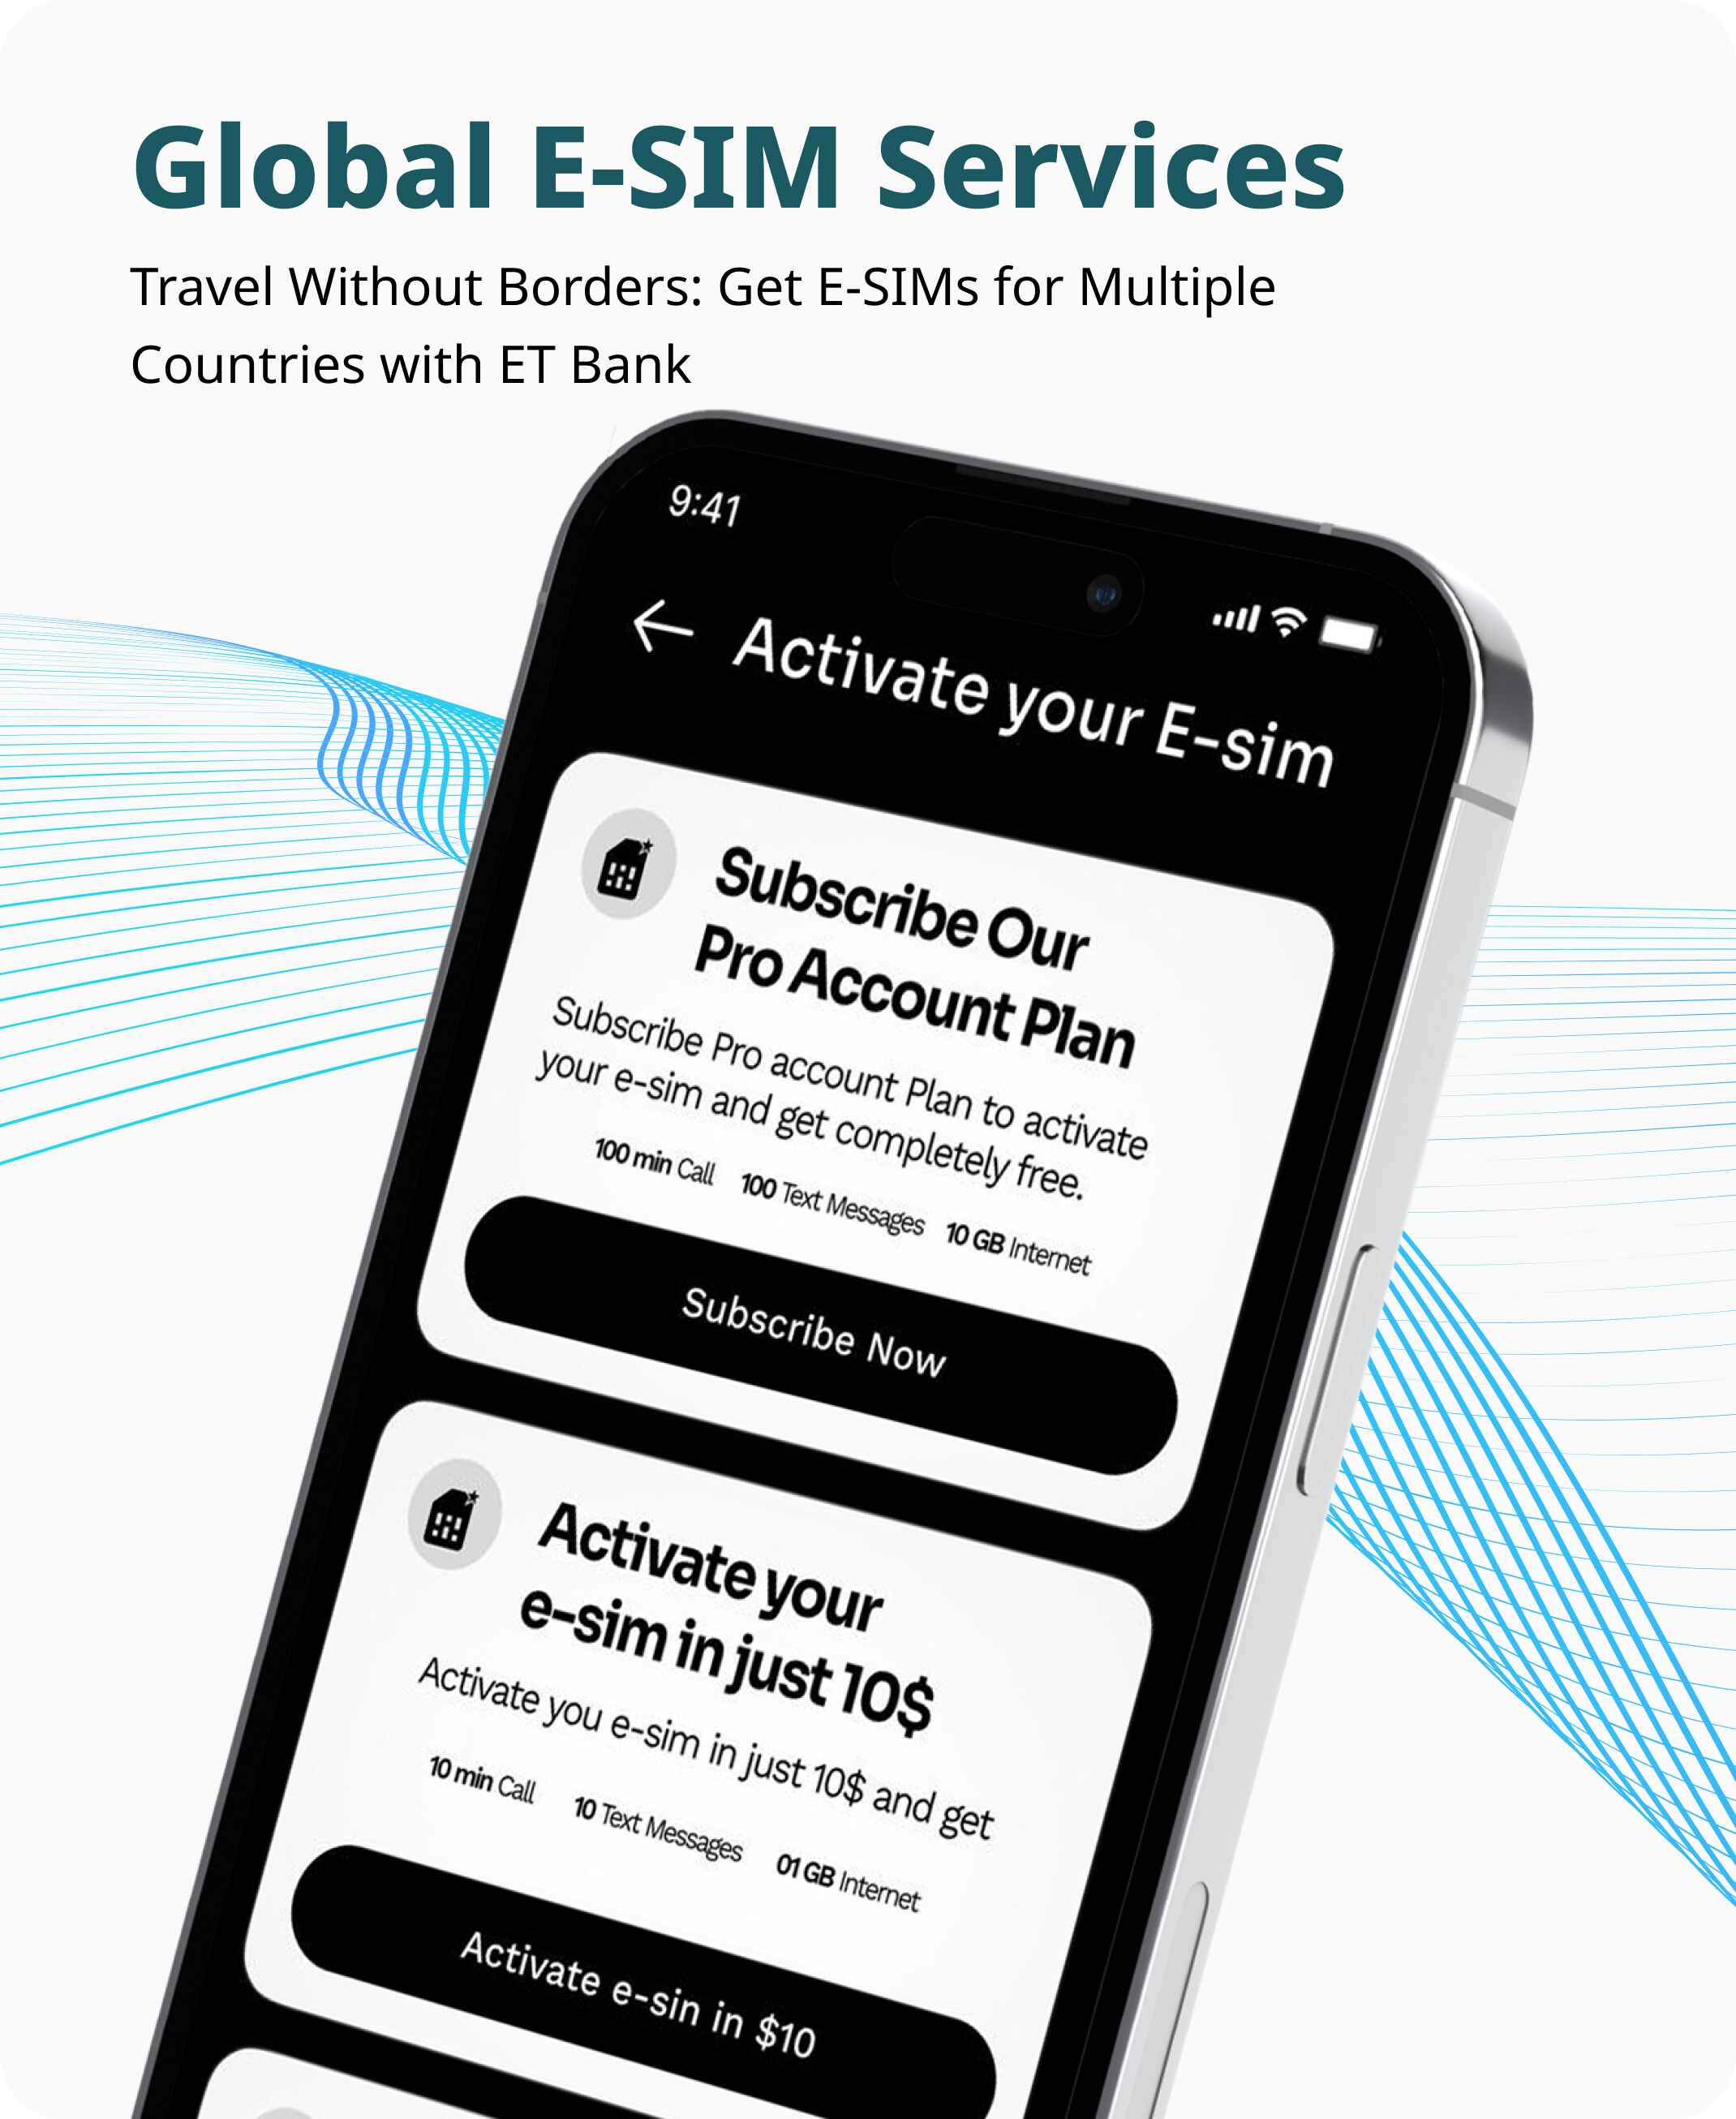 Global E-SIM Services
Travel Without Borders: Get E-SIMs for Multiple
Countries with ET Bank
9:41
Activate your E-sim
Subscribe Our
Pro Account Plan
Subscribe Pro account Plan to activate
your e-sim and get completely free.
100 min Call 100 Text Messages 10 GB Internet
Subscribe Now
Activate your
e-sim in just 10$
Activate you e-sim in just 10$ and get
10 min Call 10 Text Messages 01 GB Internet
Activate e-sin in $10